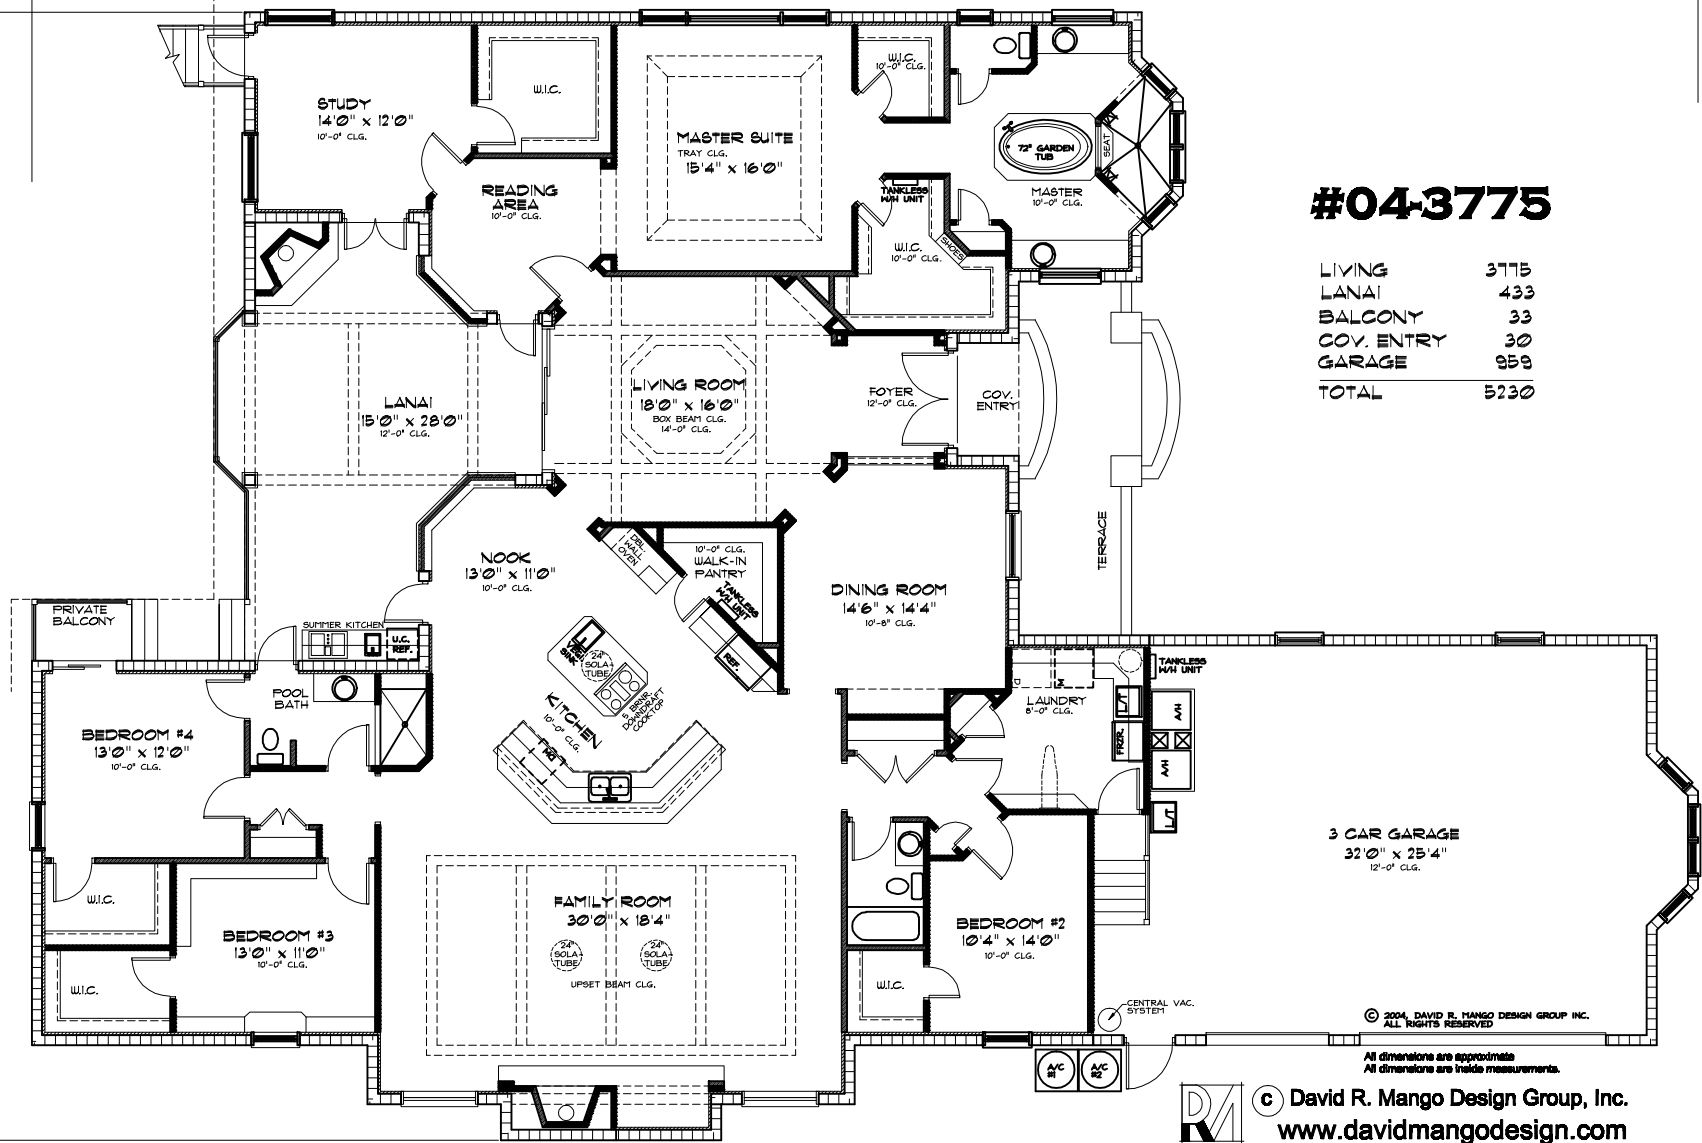 STUDY
14'0" x 12'0"
10'-0" CLG.
W.I.C.
READING
AREA
10'-0" CLG.
MASTER SUITE
TRAY CLG.
15'4" x 16'0"
W.I.C.
10'-0" CLG.
72" GARDEN
TUB
SEAT
MASTER
10'-0" CLG.
TANKLESS
W/H UNIT
W.I.C.
10'-0" CLG.
SHOES
#04-3775
LIVING 3775
LANAI 433
BALCONY 33
COV. ENTRY 30
GARAGE 959
TOTAL 5230
LANAI
15'0" x 28'0"
12'-0" CLG.
LIVING ROOM
18'0" x 16'0"
BOX BEAM CLG.
14'-0" CLG.
FOYER
12'-0" CLG.
COV.
ENTRY
TERRACE
NOOK
13'0" x 11'0"
10'-0" CLG.
DBL.
WALL
OVEN
10'-0" CLG.
WALK-IN
PANTRY
TANKLESS
W/H UNIT
REF.
DINING ROOM
14'6" x 14'4"
10'-8" CLG.
PRIVATE
BALCONY
SUMMER KITCHEN
U.C.
REF.
VEGI
SINK
24"
SOLA
TUBE
5 BRNR.
DOWNDRAFT
COOKTOP
KITCHEN
10'-0" CLG.
DW
POOL
BATH
BEDROOM #4
13'0" x 12'0"
10'-0" CLG.
W.I.C.
BEDROOM #3
13'0" x 11'0"
10'-0" CLG.
W.I.C.
FAMILY ROOM
30'0" x 18'4"
24"
SOLA
TUBE
24"
SOLA
TUBE
UPSET BEAM CLG.
D
W
LAUNDRY
8'-0" CLG.
L/T
FRZR.
TANKLESS
W/H UNIT
A/H
A/H
L/T
3 CAR GARAGE
32'0" x 25'4"
12'-0" CLG.
BEDROOM #2
10'4" x 14'0"
10'-0" CLG.
W.I.C.
CENTRAL VAC.
SYSTEM
A/C
#1
A/C
#2
© 2004, DAVID R. MANGO DESIGN GROUP INC.
ALL RIGHTS RESERVED
All dimensions are approximate
All dimensions are inside measurements.
© David R. Mango Design Group, Inc.
www.davidmangodesign.com